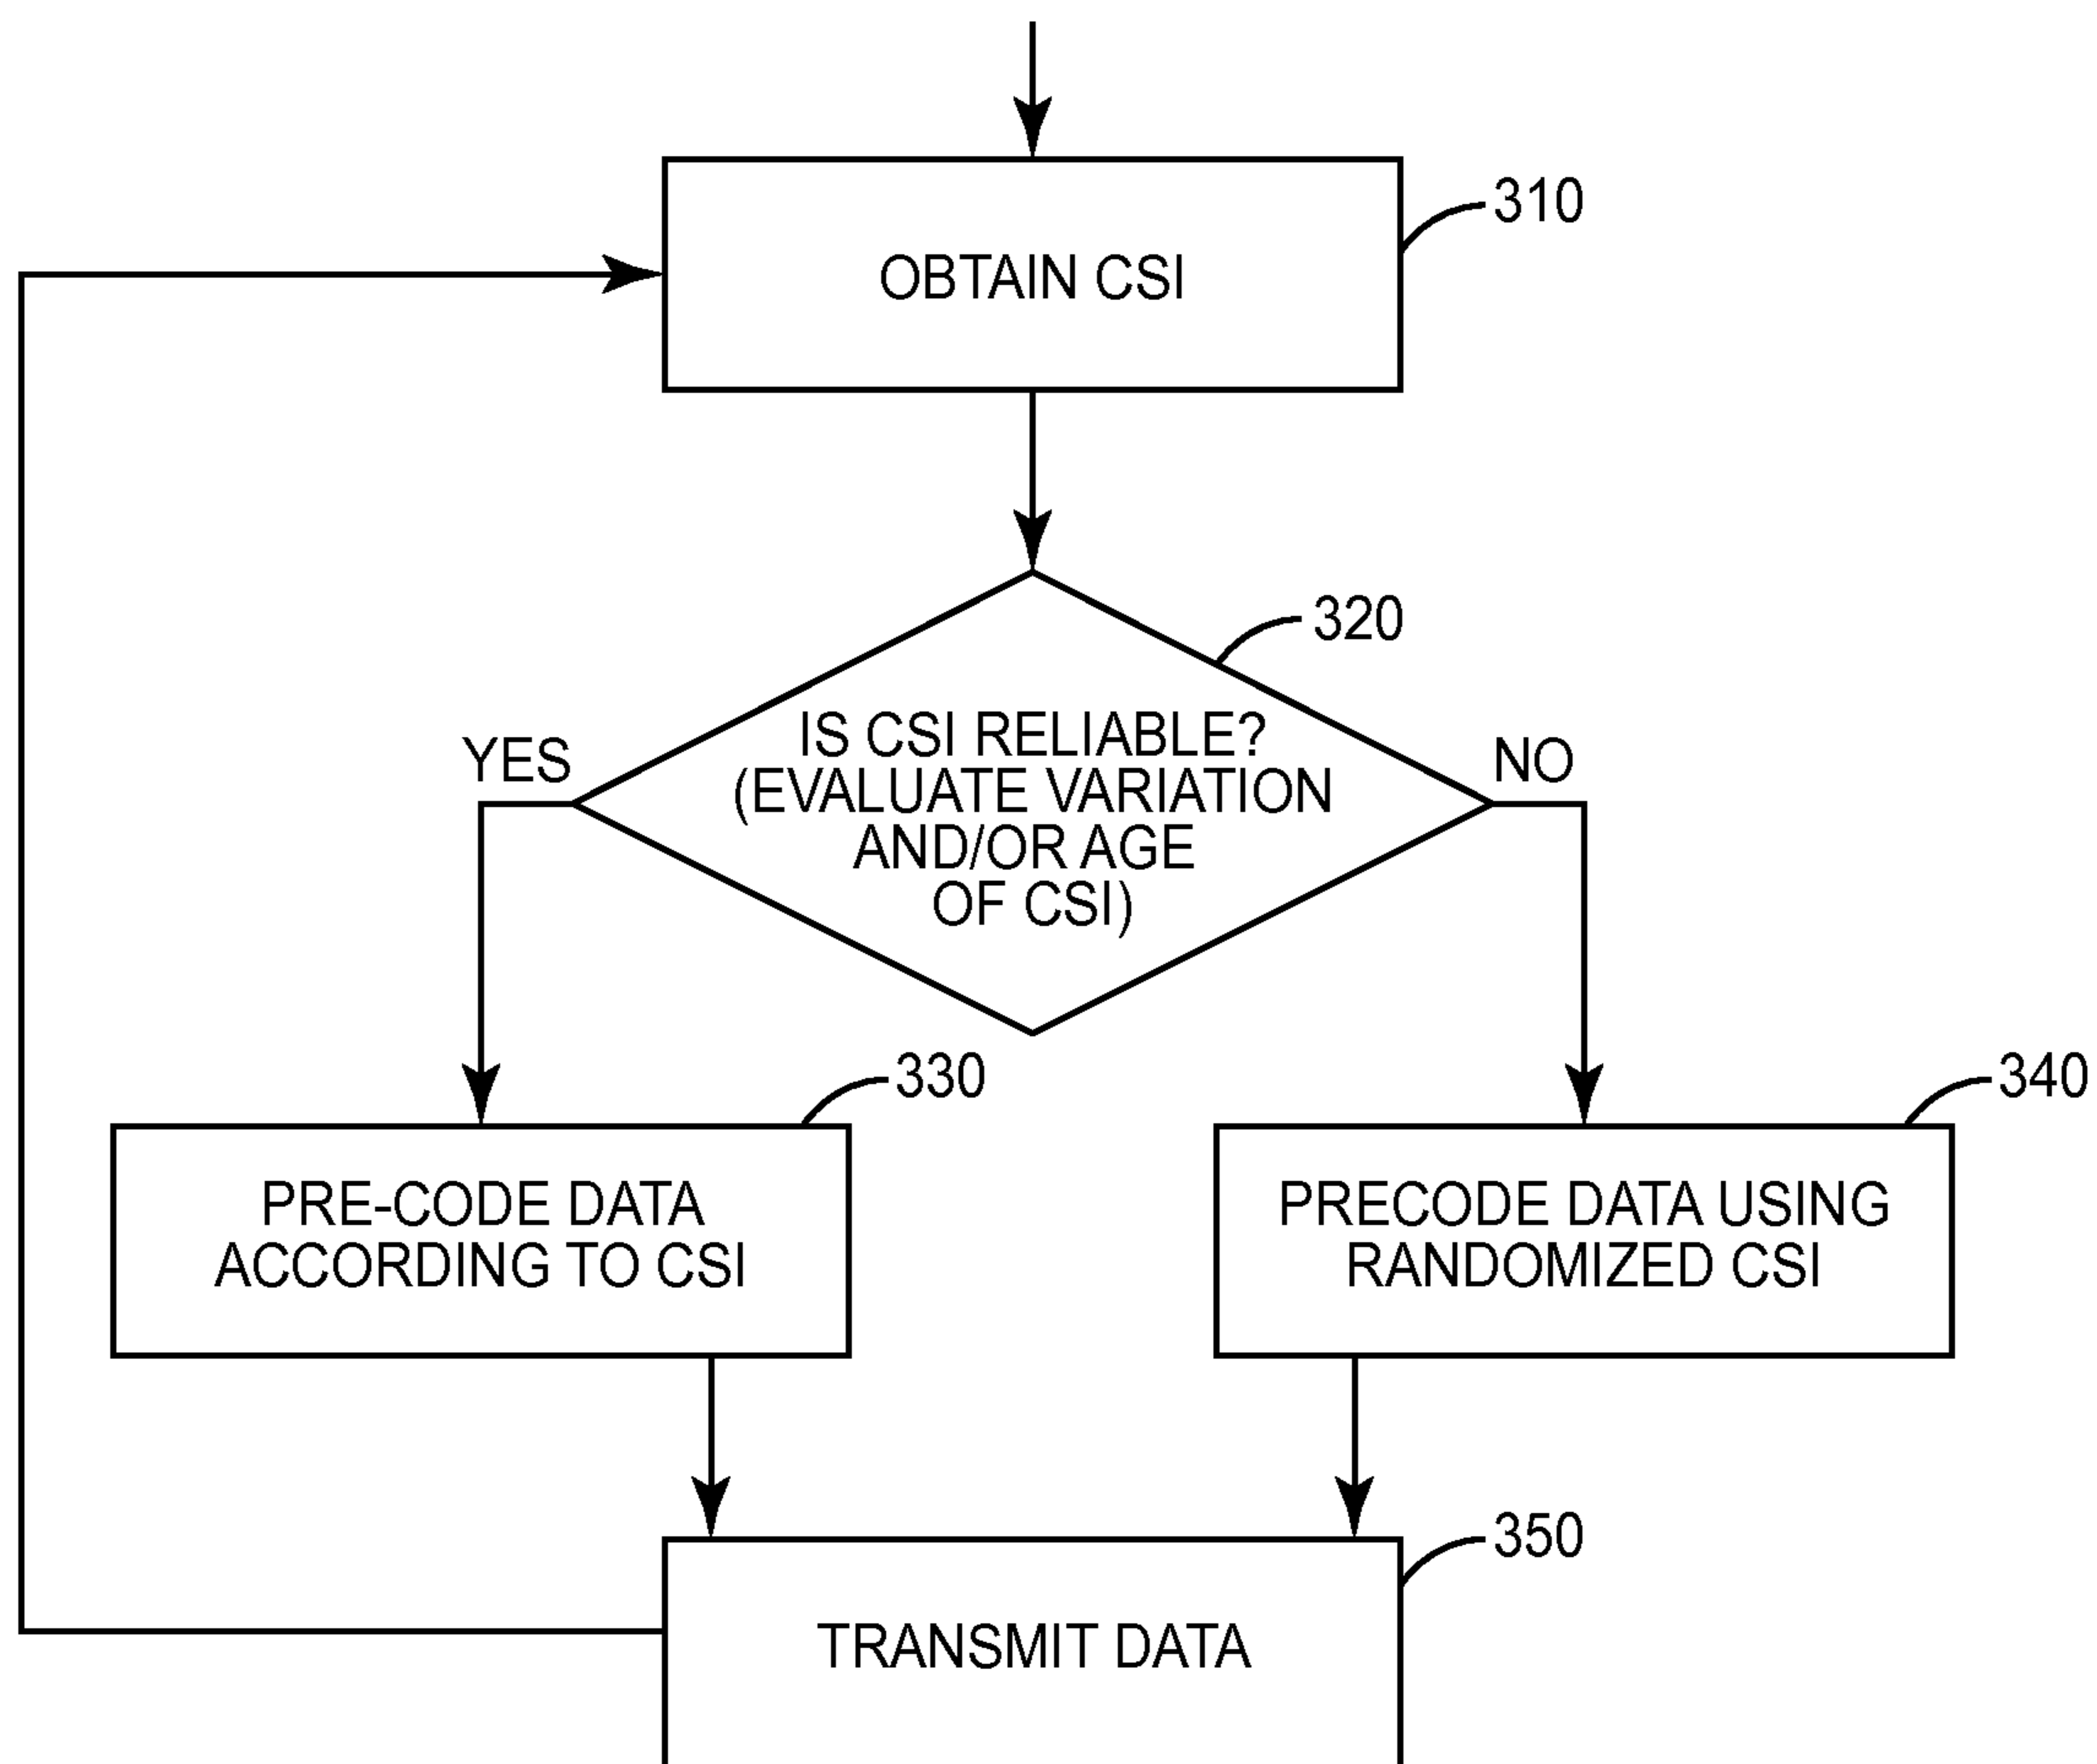 310
OBTAIN CSI
320
IS CSI RELIABLE?
(EVALUATE VARIATION
AND/OR AGE
OF CSI)
YES
NO
330
340
PRE-CODE DATA
ACCORDING TO CSI
PRECODE DATA USING
RANDOMIZED CSI
350
TRANSMIT DATA